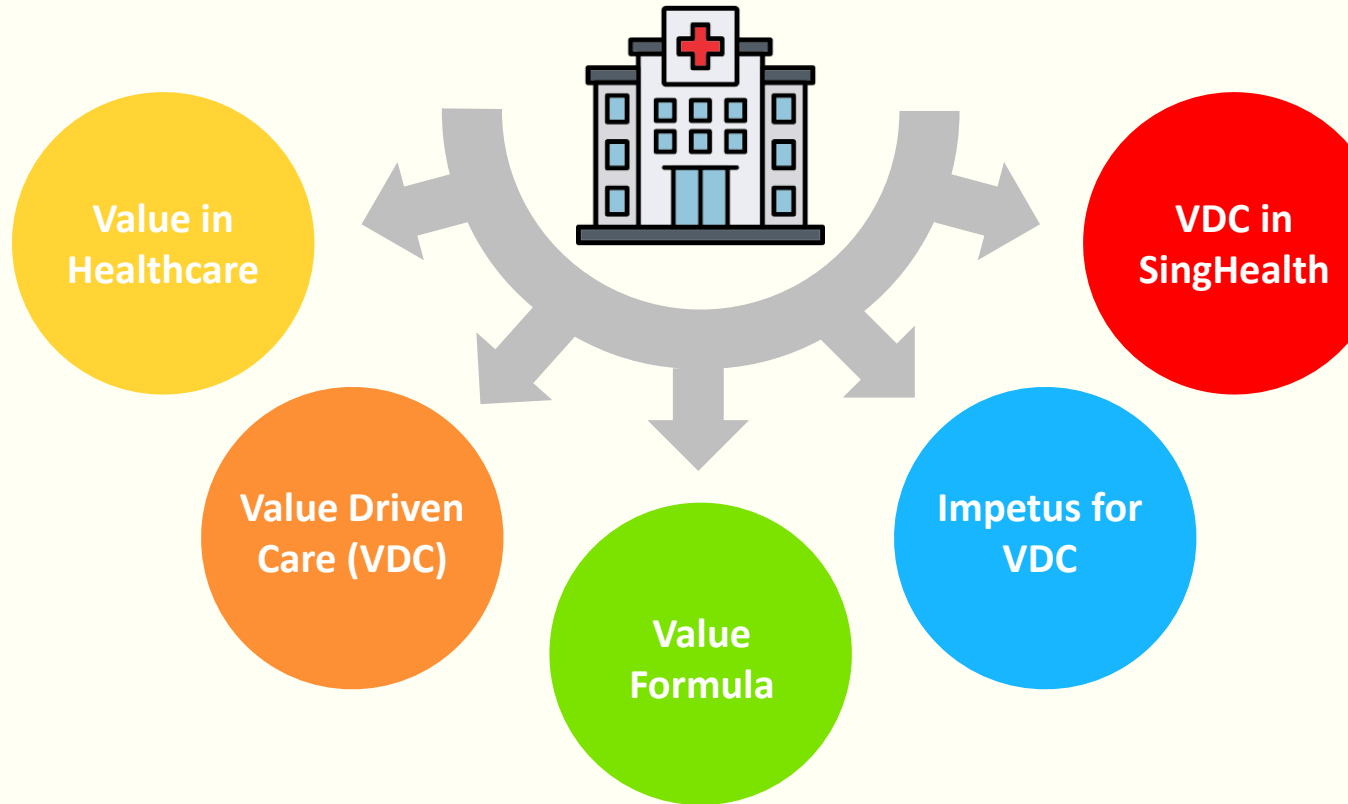 Value in
Healthcare
Value Driven
Care (VDC)
Value
Formula
Impetus for
VDC
VDC in
SingHealth